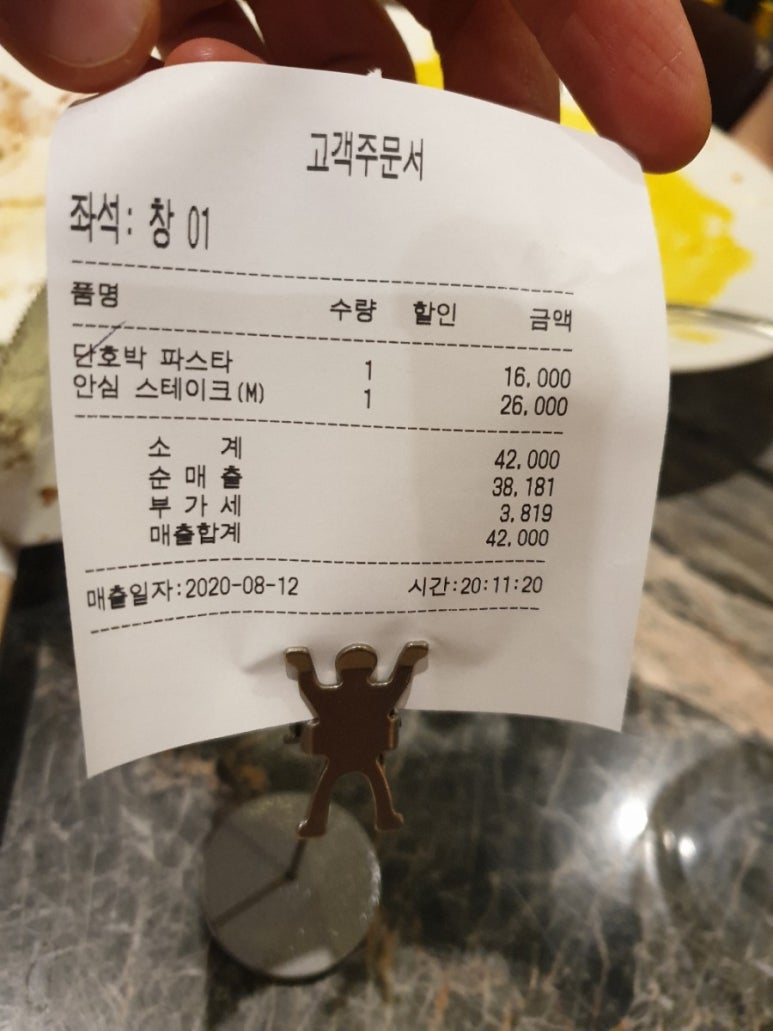 고객주문서
좌석: 창 01
품명 수량 할인 금액
단호박 파스타 1 16,000
안심 스테이크(M) 1 26,000
소 계 42,000
순 매 출 38,181
부 가 세 3,819
매출합계 42,000
매출일자:2020-08-12 시간:20:11:20